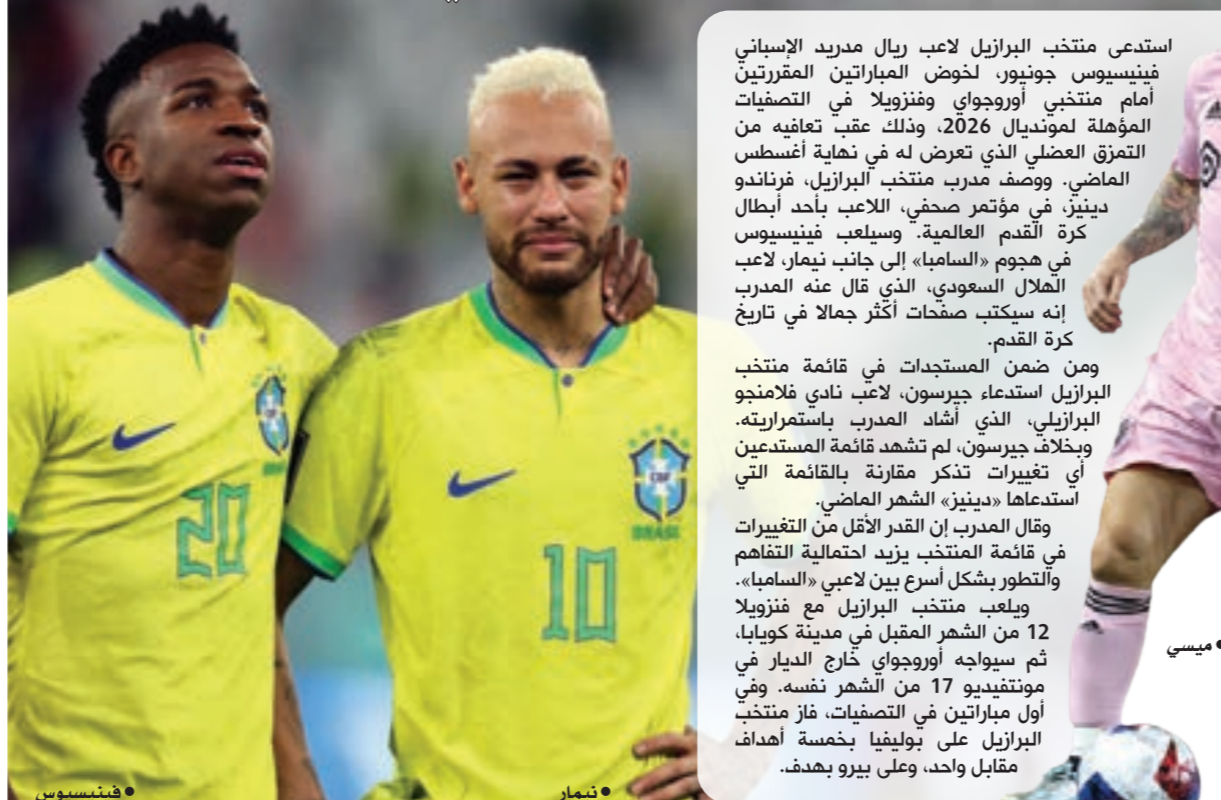 استدعى منتخب البرازيل لاعب ريال مدريد الإسباني
فينيسيوس جونيور، لخوض المباراتين المقررتين
أمام منتخبي أوروجواي وفنزويلا في التصفيات
المؤهلة لمونديال 2026، وذلك عقب تعافيه من
التمزق العضلي الذي تعرض له في نهاية أغسطس
الماضي. ووصف مدرب منتخب البرازيل، فرناندو
دينيز، في مؤتمر صحفي، اللاعب بأحد أبطال
كرة القدم العالمية. وسيلعب فينيسيوس
في هجوم «السامبا» إلى جانب نيمار، لاعب
الهلال السعودي، الذي قال عنه المدرب
إنه سيكتب صفحات أكثر جمالا في تاريخ
كرة القدم.
ومن ضمن المستجدات في قائمة منتخب
البرازيل استدعاء جيرسون، لاعب نادي فلامنجو
البرازيلي، الذي أشاد المدرب باستمراريته.
وبخلاف جيرسون، لم تشهد قائمة المستدعين
أي تغييرات تذكر مقارنة بالقائمة التي
استدعاها «دينيز» الشهر الماضي.
وقال المدرب إن القدر الأقل من التغييرات
في قائمة المنتخب يزيد احتمالية التفاهم
والتطور بشكل أسرع بين لاعبي «السامبا».
ويلعب منتخب البرازيل مع فنزويلا
12 من الشهر المقبل في مدينة كويابا،
ثم سيواجه أوروجواي خارج الديار في
مونتفيديو 17 من الشهر نفسه. وفي
أول مباراتين في التصفيات، فاز منتخب
البرازيل على بوليفيا بخمسة أهداف
مقابل واحد، وعلى بيرو بهدف.
● ميسي
● نيمار
● فينيسيوس
20
10
CBF
BRASIL